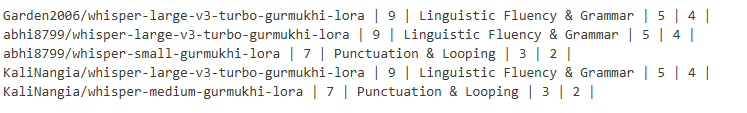 Garden2006/whisper-large-v3-turbo-gurmukhi-lora | 9 | Linguistic Fluency & Grammar | 5 | 4 |
abhi8799/whisper-large-v3-turbo-gurmukhi-lora | 9 | Linguistic Fluency & Grammar | 5 | 4 |
abhi8799/whisper-small-gurmukhi-lora | 7 | Punctuation & Looping | 3 | 2 |
KaliNangia/whisper-large-v3-turbo-gurmukhi-lora | 9 | Linguistic Fluency & Grammar | 5 | 4 |
KaliNangia/whisper-medium-gurmukhi-lora | 7 | Punctuation & Looping | 3 | 2 |